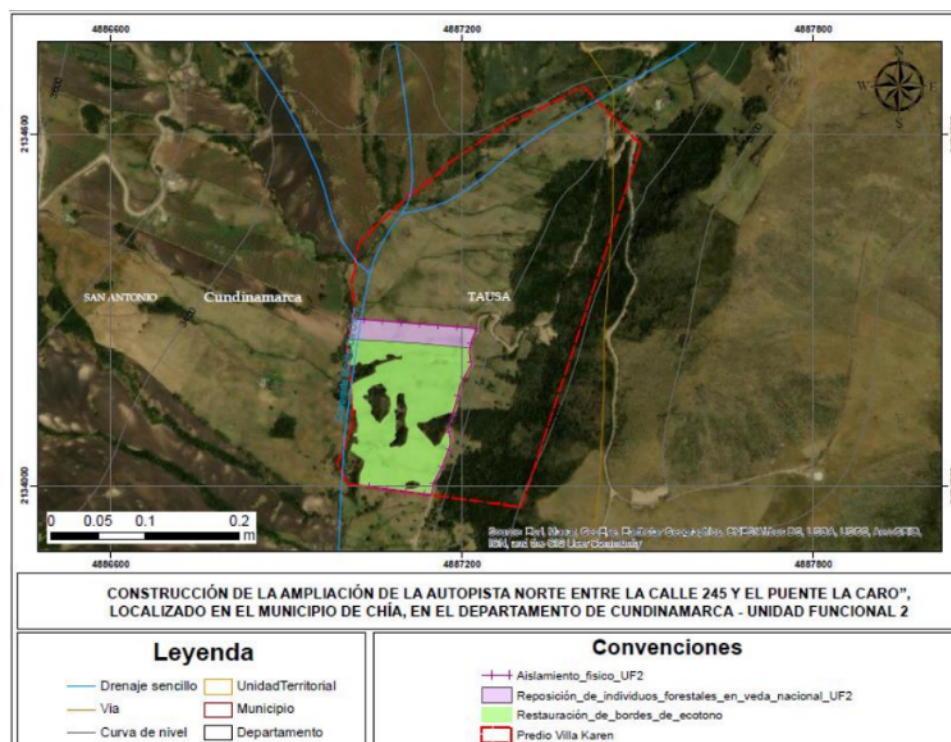 4886600 4887200 4887800
N
W E
S
2134600
2134600
SAN ANTONIO Cundinamarca TAUSA
2134000
0 0.05 0.1 0.2
m
4886600 4887200 4887800
CONSTRUCCIÓN DE LA AMPLIACIÓN DE LA AUTOPISTA NORTE ENTRE LA CALLE 245 Y EL PUENTE LA CARO”,
LOCALIZADO EN EL MUNICIPIO DE CHÍA, EN EL DEPARTAMENTO DE CUNDINAMARCA - UNIDAD FUNCIONAL 2
Leyenda
Drenaje sencillo UnidadTerritorial
Vía Municipio
Curva de nivel Departamento
Convenciones
Aislamiento_fisico_UF2
Reposición_de_individuos_forestales_en_veda_nacional_UF2
Restauración_de_bordes_de_ecotono
Predio Villa Karen